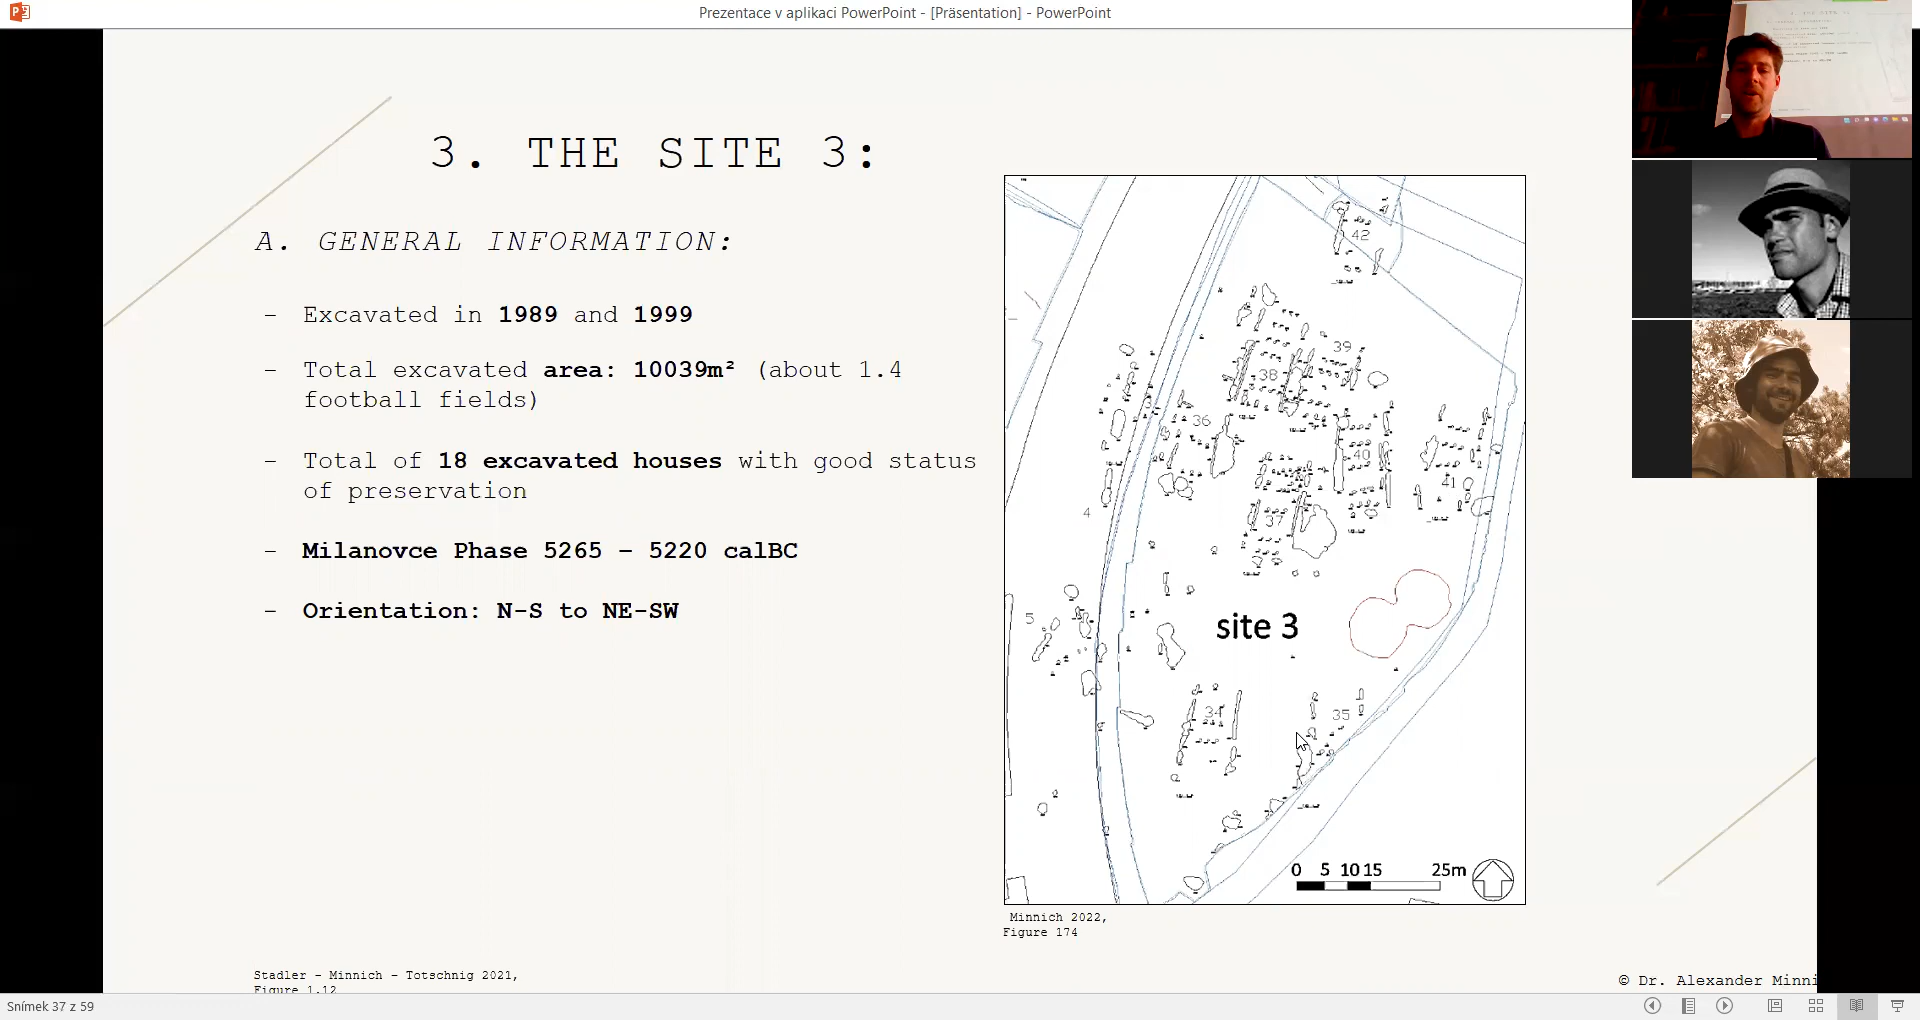 Prezentace v aplikaci PowerPoint - [Präsentation] - PowerPoint
3. THE SITE 3:
A. GENERAL INFORMATION:
- Excavated in 1989 and 1999
- Total excavated area: 10039m² (about 1.4
football fields)
- Total of 18 excavated houses with good status
of preservation
- Milanovce Phase 5265 – 5220 calBC
- Orientation: N-S to NE-SW
42
39
38
3
36
40
41
4
37
5
site 3
34
35
0 5 10 15 25m
Minnich 2022,
Figure 174
Stadler – Minnich – Totschnig 2021,
Figure 1.12
© Dr. Alexander Minni
Snímek 37 z 59